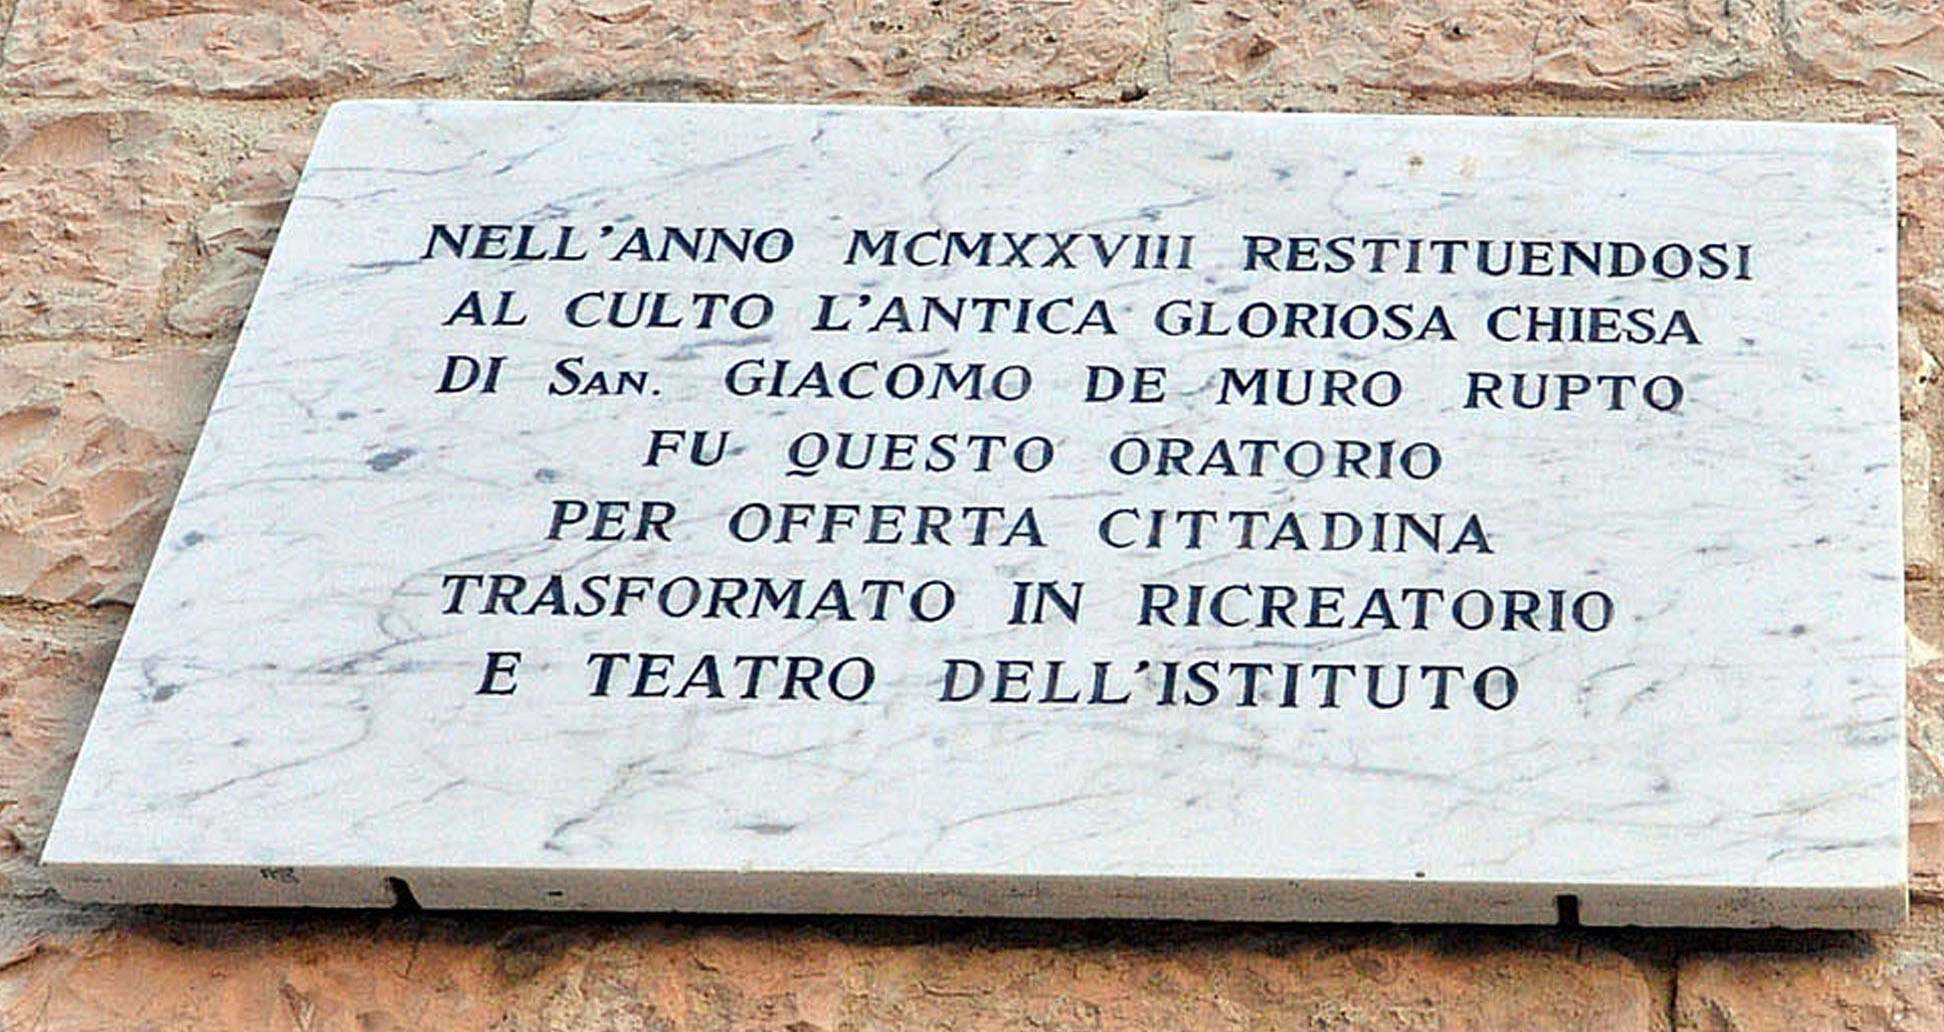 NELL'ANNO MCMXXVIII RESTITUENDOSI
AL CULTO L'ANTICA GLORIOSA CHIESA
DI SAN. GIACOMO DE MURO RUPTO
FU QUESTO ORATORIO
PER OFFERTA CITTADINA
TRASFORMATO IN RICREATORIO
E TEATRO DELL'ISTITUTO